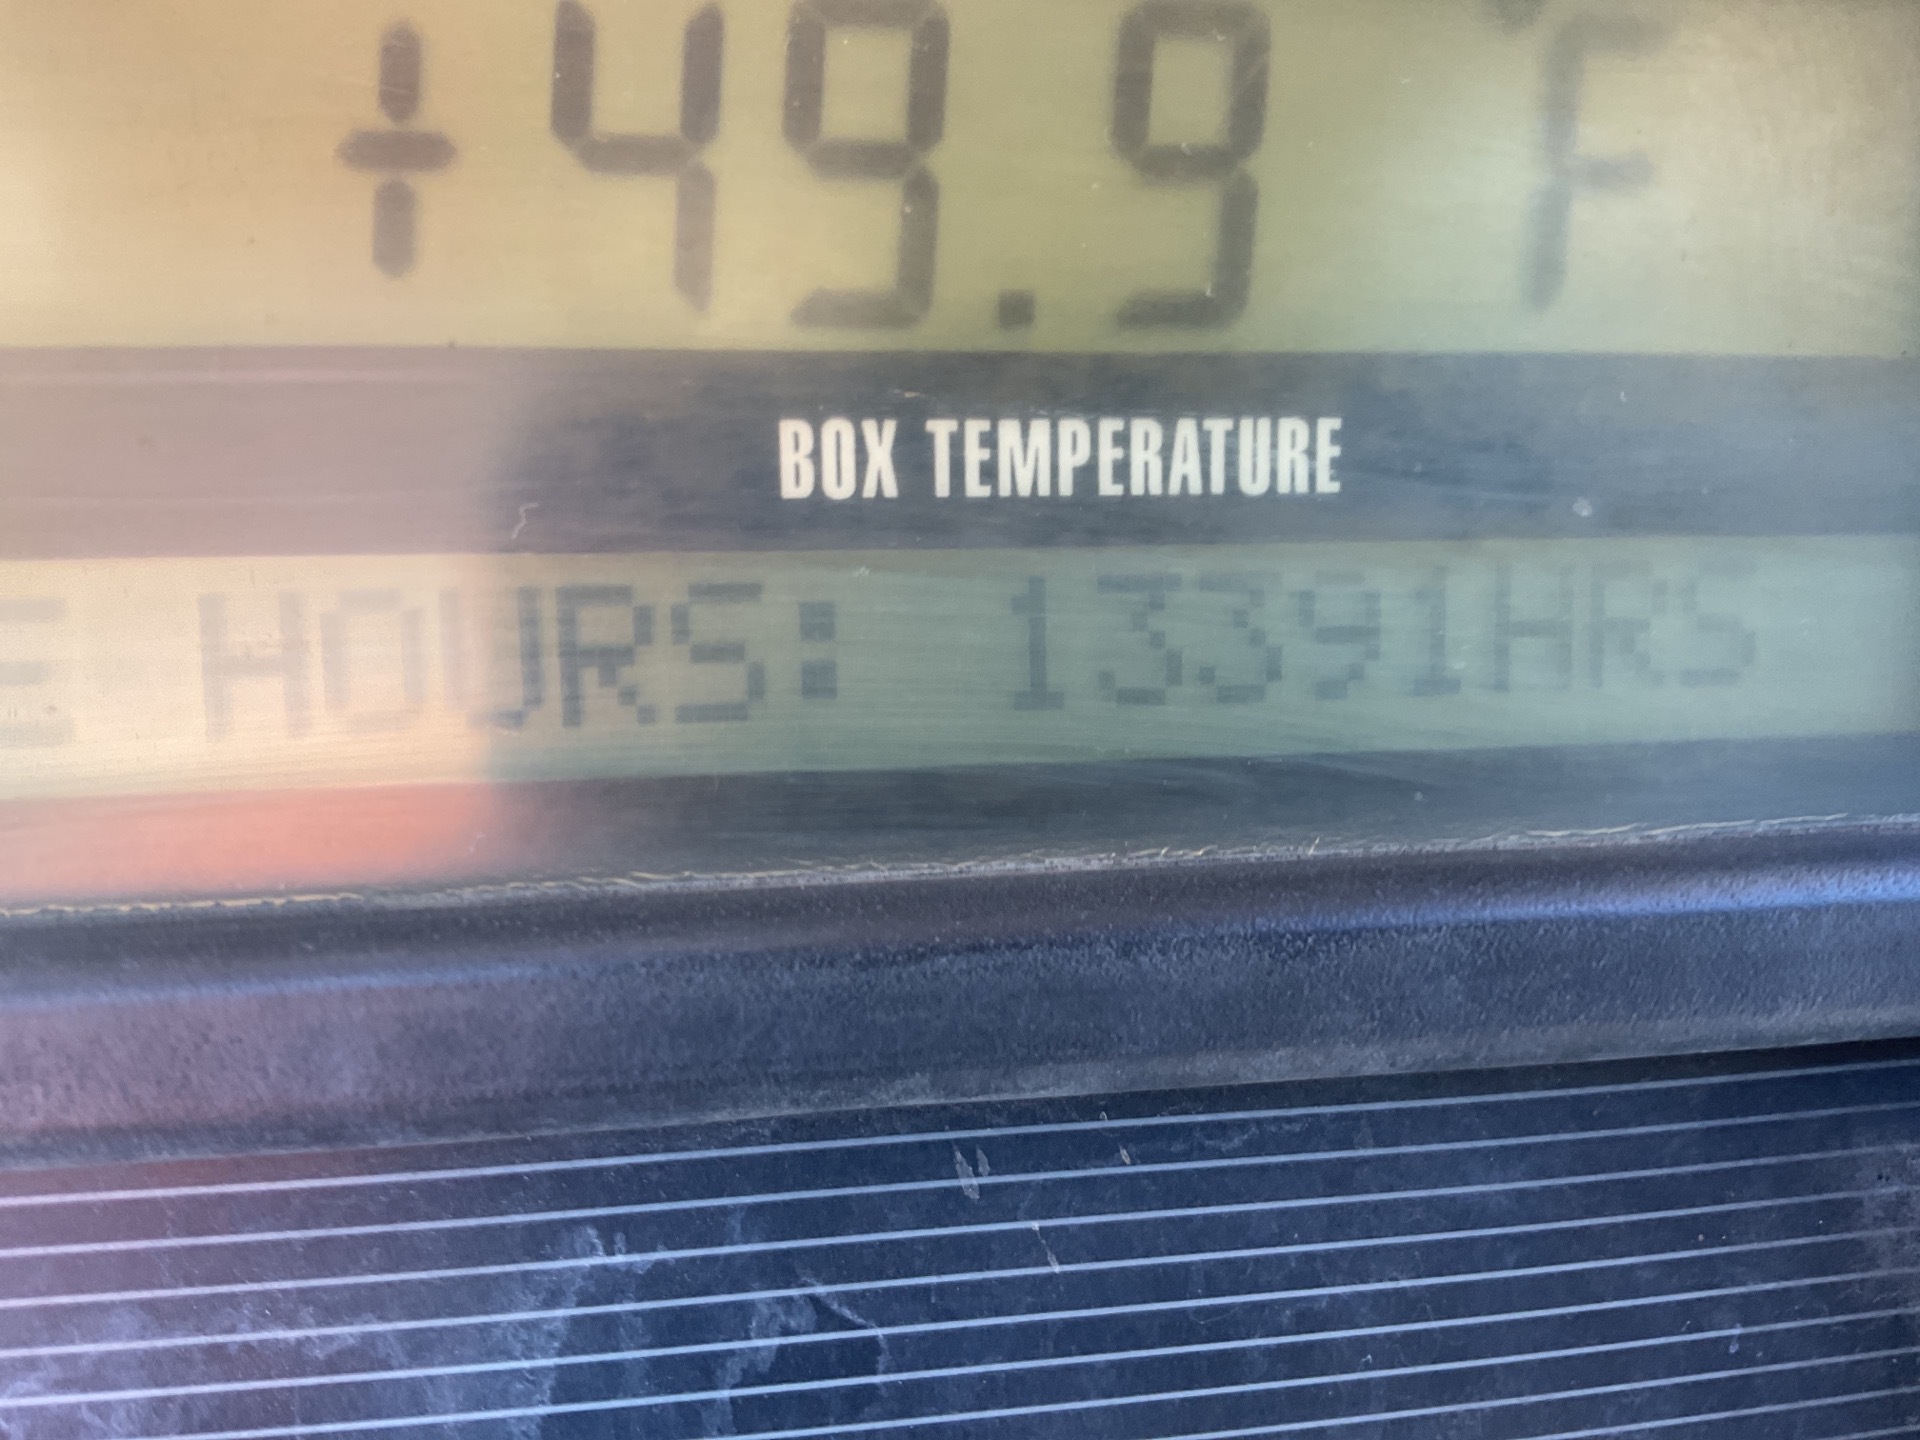 +49.9 F
BOX TEMPERATURE
E HOURS: 13391HRS